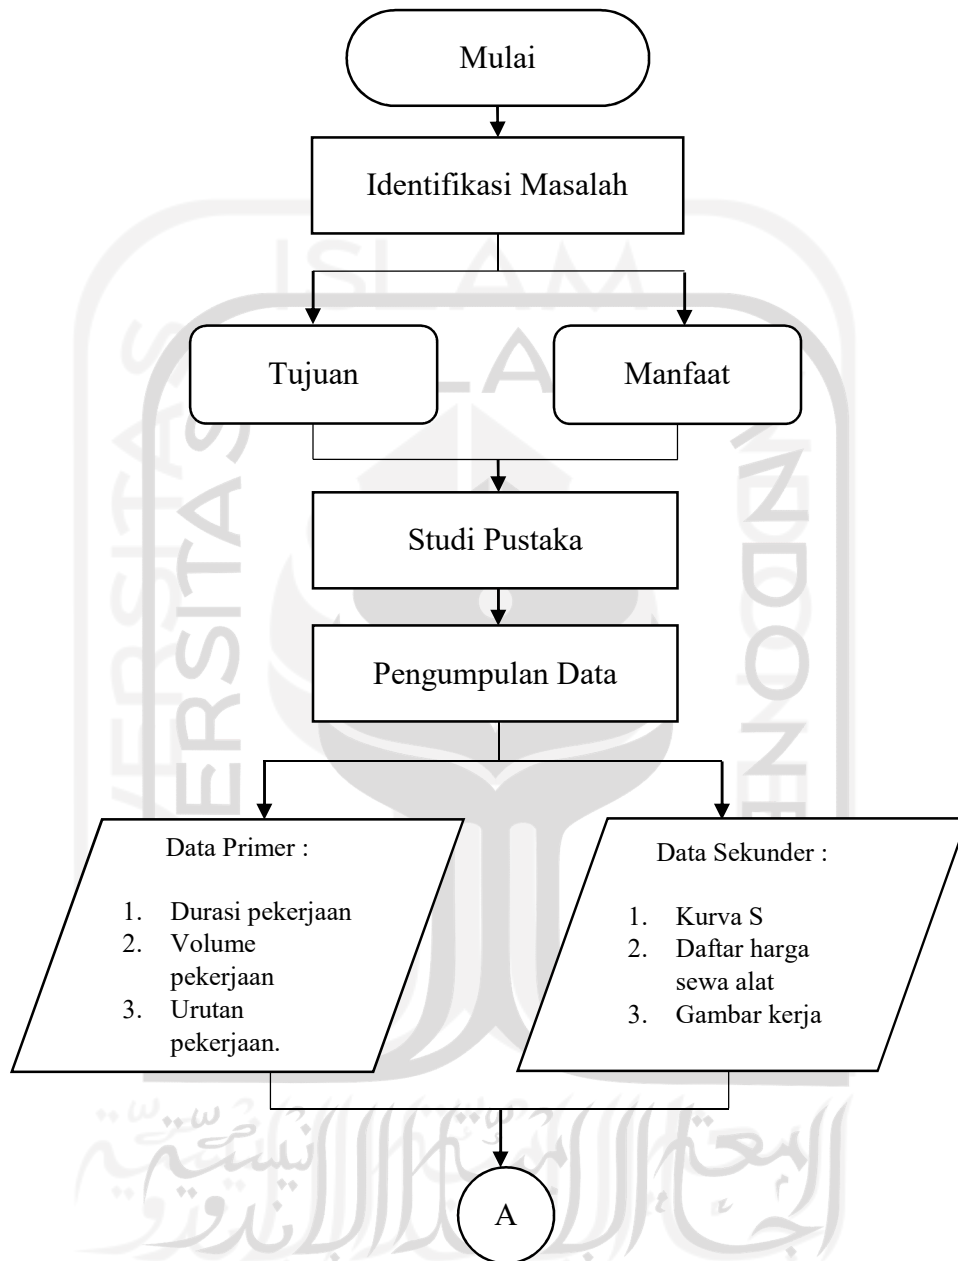 Mulai
Identifikasi Masalah
ISLAM
Tujuan
Manfaat
Studi Pustaka
Pengumpulan Data
Data Primer :
1. Durasi pekerjaan
2. Volume
pekerjaan
3. Urutan
pekerjaan.
Data Sekunder :
1. Kurva S
2. Daftar harga
sewa alat
3. Gambar kerja
A